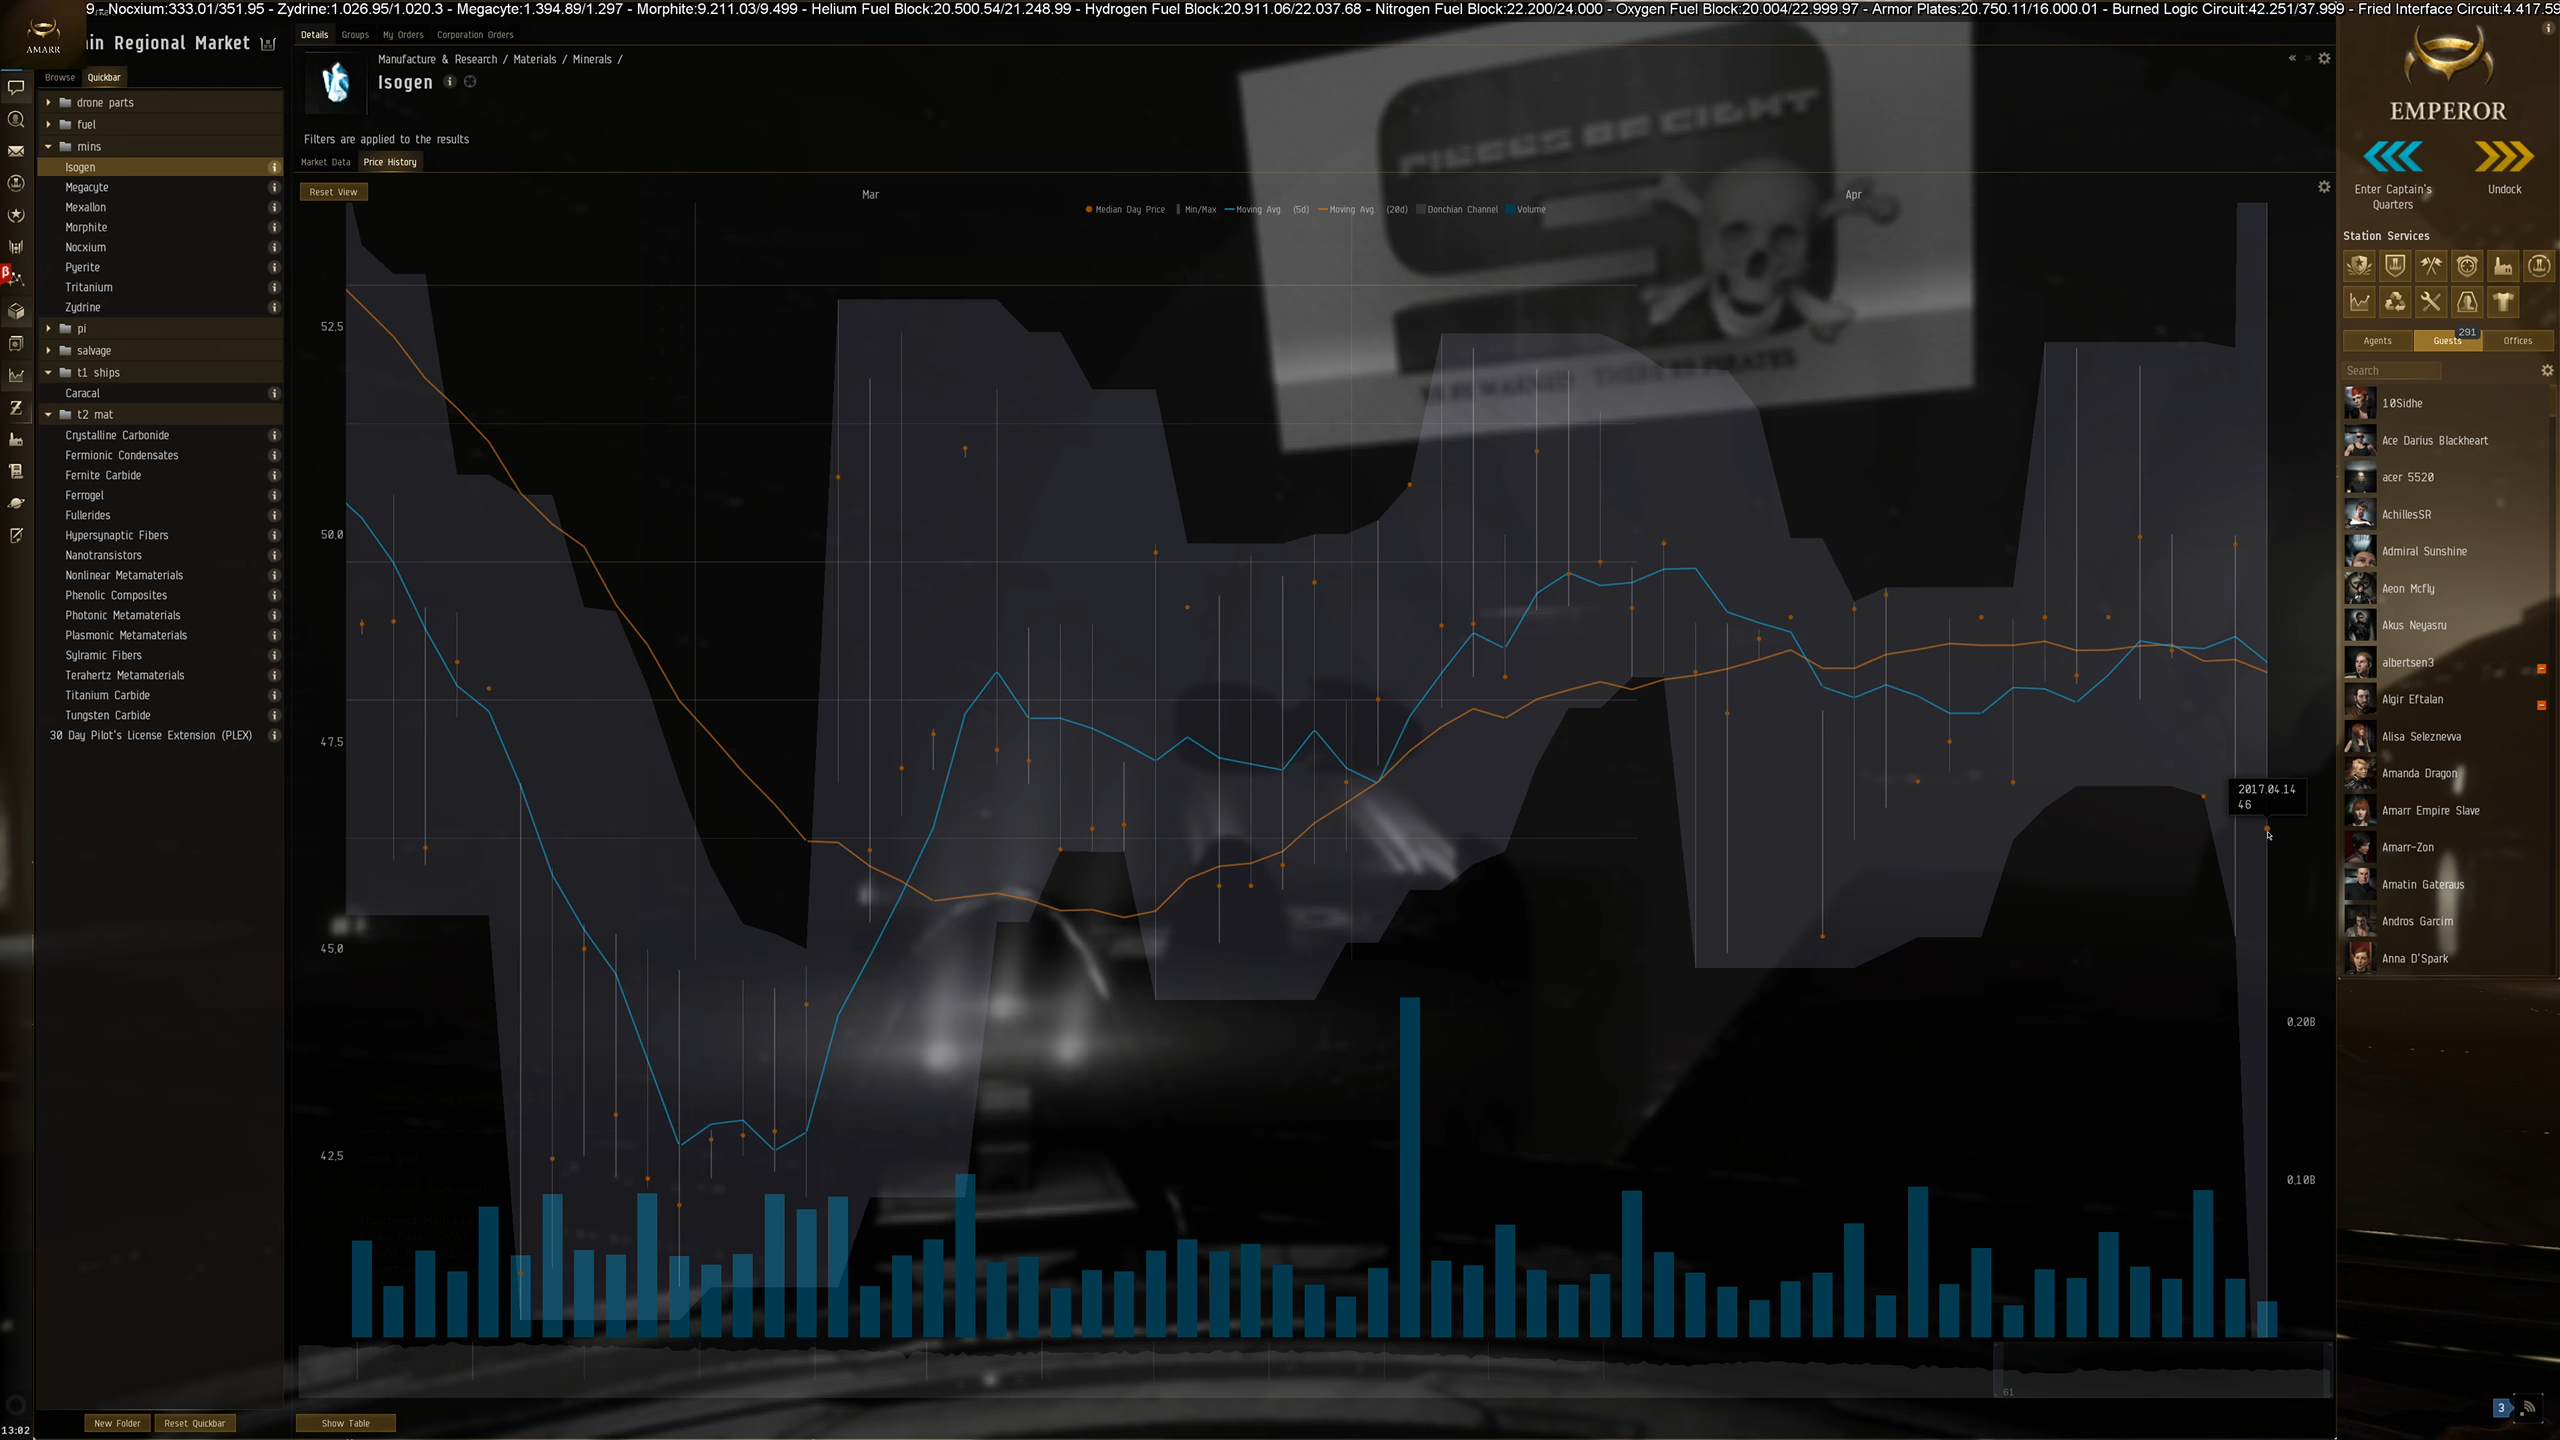 9 - Nocxium:333.01/351.95 - Zydrine:1.026.95/1.020.3 - Megacyte:1.394.89/1.297 - Morphite:9.211.03/9.499 - Helium Fuel Block:20.500.54/21.248.99 - Hydrogen Fuel Block:20.911.06/22.037.68 - Nitrogen Fuel Block:22.200/24.000 - Oxygen Fuel Block:20.004/22.999.97 - Armor Plates:20.750.11/16.000.01 - Burned Logic Circuit:42.251/37.999 - Fried Interface Circuit:4.417.59
AMARR
in Regional Market
Browse Quickbar
drone parts
fuel
mins
Isogen
Megacyte
Mexallon
Morphite
Nocxium
Pyerite
Tritanium
Zydrine
pi
salvage
t1 ships
Caracal
t2 mat
Crystalline Carbonide
Fermionic Condensates
Fernite Carbide
Ferrogel
Fullerides
Hypersynaptic Fibers
Nanotransistors
Nonlinear Metamaterials
Phenolic Composites
Photonic Metamaterials
Plasmonic Metamaterials
Sylramic Fibers
Terahertz Metamaterials
Titanium Carbide
Tungsten Carbide
30 Day Pilot's License Extension (PLEX)
New Folder Reset Quickbar
13:02
Details Groups My Orders Corporation Orders
Manufacture & Research / Materials / Minerals /
Isogen
Filters are applied to the results
Market Data Price History
Reset View
Mar
Apr
Median Day Price Min/Max Moving Avg. (5d) Moving Avg. (20d) Donchian Channel Volume
PIECES OF EIGHT
52,5
50,0
47,5
45,0
42,5
0,20B
0,10B
2017.04.14
46
61
Show Table
EMPEROR
Enter Captain's Quarters
Undock
Station Services
291
Agents Guests Offices
Search
10Sidhe
Ace Darius Blackheart
acer 5520
AchillesSR
Admiral Sunshine
Aeon Mcfly
Akus Neyasru
albertsen3
Algir Eftalan
Alisa Seleznevva
Amanda Dragon
Amarr Empire Slave
Amarr-Zon
Amatin Gateraus
Andros Garcim
Anna D'Spark
3